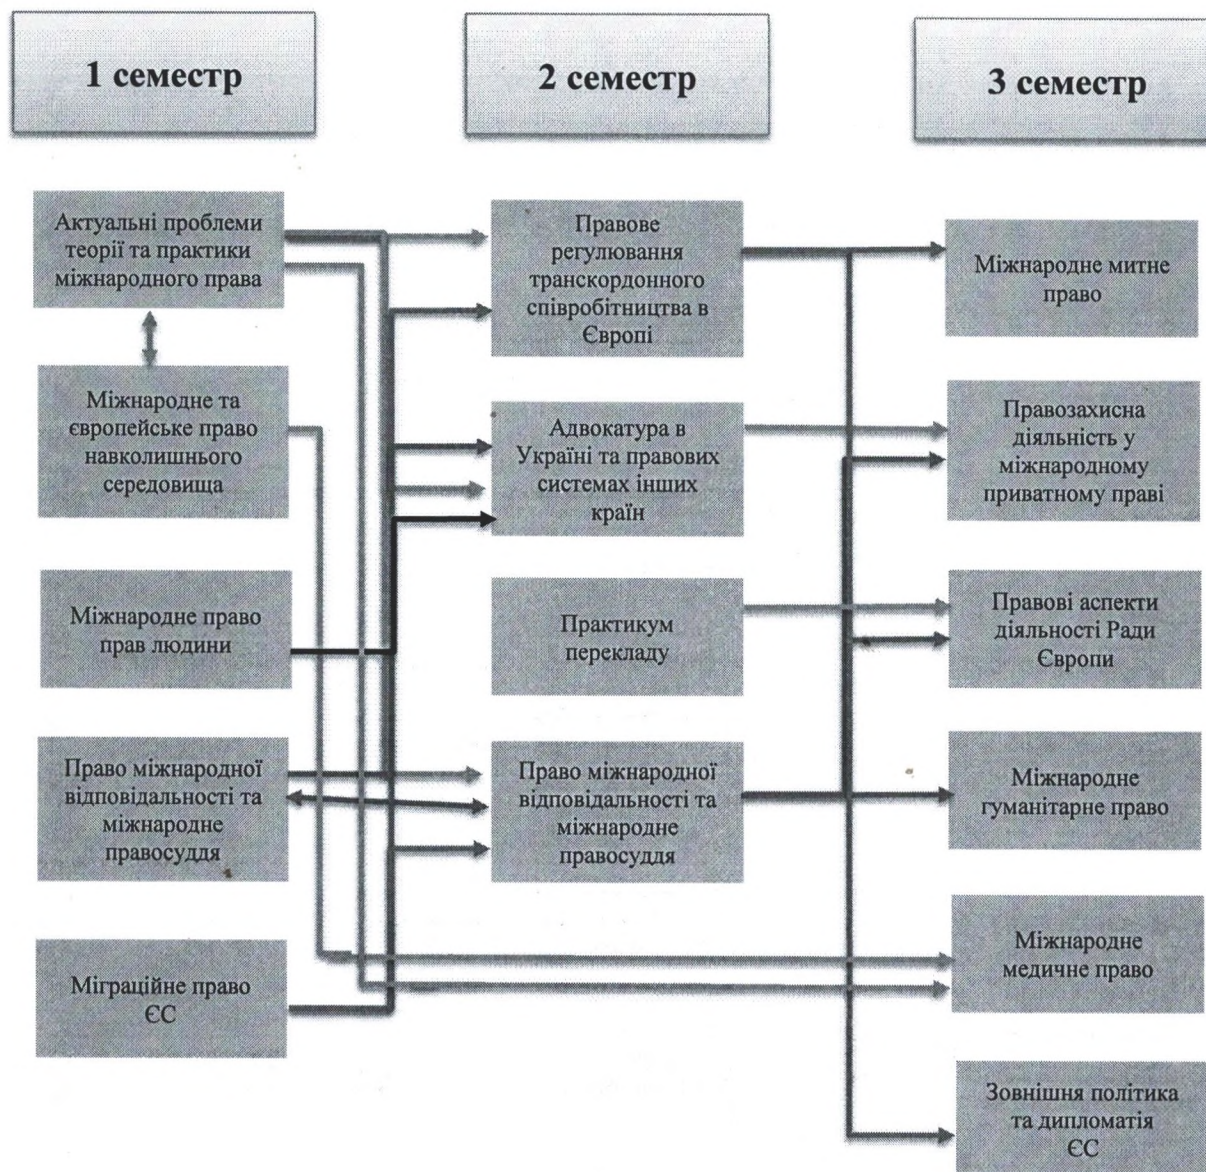 1 семестр
2 семестр
3 семестр
Актуальні проблеми
теорії та практики
міжнародного права
Міжнародне та
європейське право
навколишнього
середовища
Міжнародне право
прав людини
Право міжнародної
відповідальності та
міжнародне
правосуддя
Міграційне право
ЄС
Правове
регулювання
транскордонного
співробітництва в
Європі
Адвокатура в
Україні та правових
системах інших
країн
Практикум
перекладу
Право міжнародної
відповідальності та
міжнародне
правосуддя
Міжнародне митне
право
Правозахисна
діяльність у
міжнародному
приватному праві
Правові аспекти
діяльності Ради
Європи
Міжнародне
гуманітарне право
Міжнародне
медичне право
Зовнішня політика
та дипломатія
ЄС